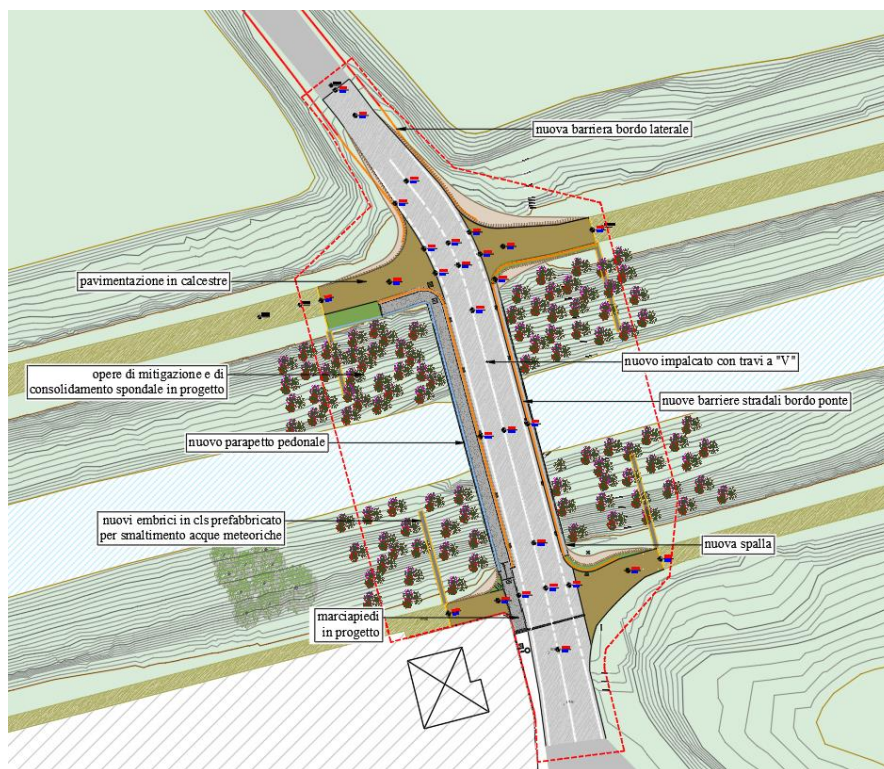 nuova barriera bordo laterale
pavimentazione in calcestre
nuovo impalcato con travi a "V"
opere di mitigazione e di
consolidamento spondale in progetto
nuove barriere stradali bordo ponte
nuovo parapetto pedonale
nuovi embrici in cls prefabbricato
per smaltimento acque meteoriche
nuova spalla
marciapiedi
in progetto